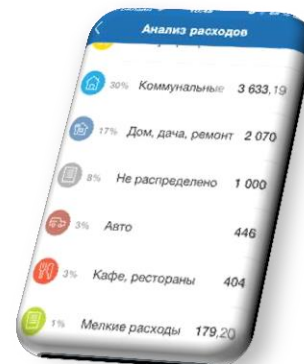 Анализ расходов
30% Коммунальные 3 633,19
17% Дом, дача, ремонт 2 070
8% Не распределено 1 000
3% Авто 446
3% Кафе, рестораны 404
1% Мелкие расходы 179,20